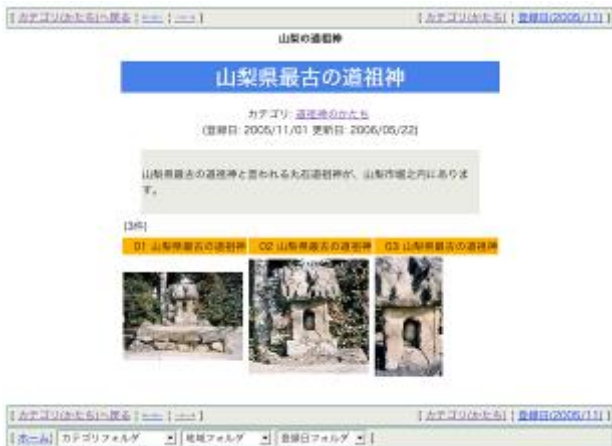 [ カテゴリ(かたち)へ戻る | ←← | →→ ]
[ カテゴリ(かたち) | 登録日(2005/11) ]
山梨の道祖神
山梨県最古の道祖神
カテゴリ: 道祖神のかたち
(登録日: 2005/11/01 更新日: 2006/05/22)
山梨県最古の道祖神と言われる丸石道祖神が、山梨市堀之内にありま
す。
(3件)
01 山梨県最古の道祖神
02 山梨県最古の道祖神
03 山梨県最古の道祖神
[ カテゴリ(かたち)へ戻る | ←← | →→ ]
[ カテゴリ(かたち) | 登録日(2005/11) ]
[ ホーム] カテゴリフォルダ 地域フォルダ 登録日フォルダ [